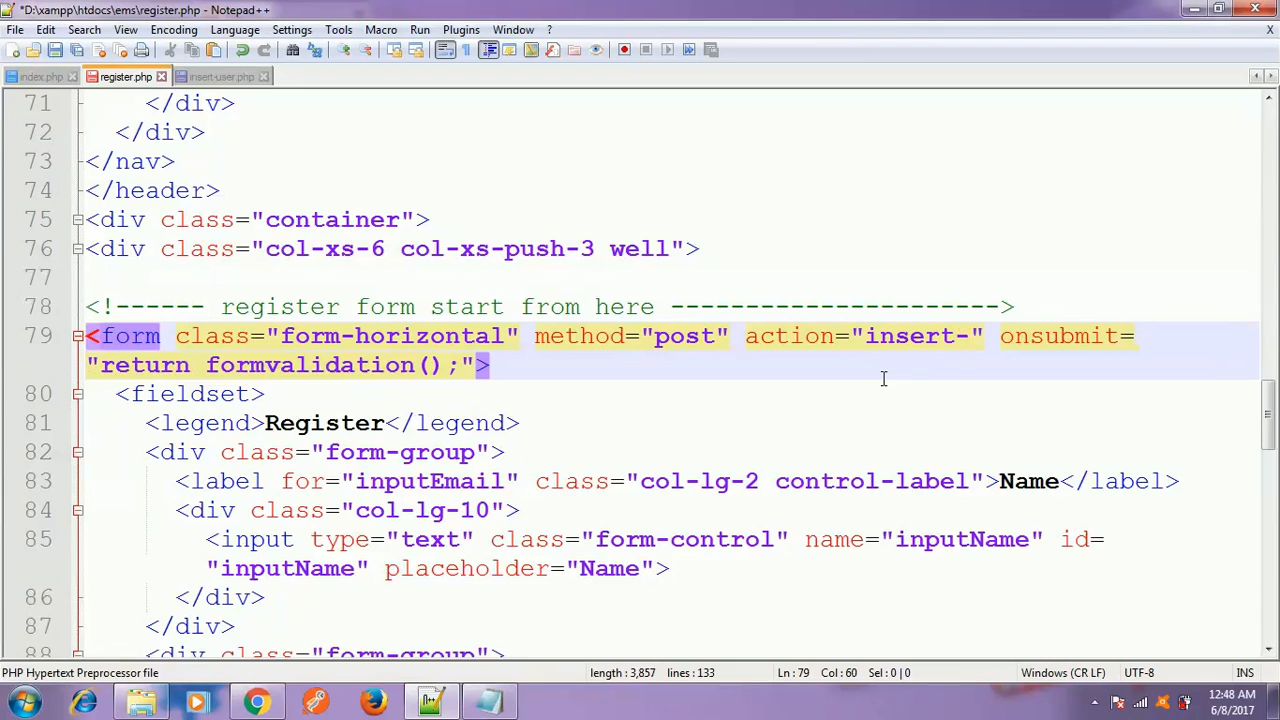 *D:\xampp\htdocs\ems\register.php - Notepad++
File Edit Search View Encoding Language Settings Tools Macro Run Plugins Window ? X
index.php register.php insert-user.php
71 </div>
72 </div>
73 </nav>
74 </header>
75 <div class="container">
76 <div class="col-xs-6 col-xs-push-3 well">
77
78 <!------ register form start from here ---------------------->
79 <form class="form-horizontal" method="post" action="insert-" onsubmit=
"return formvalidation();">
80 <fieldset>
81 <legend>Register</legend>
82 <div class="form-group">
83 <label for="inputEmail" class="col-lg-2 control-label">Name</label>
84 <div class="col-lg-10">
85 <input type="text" class="form-control" name="inputName" id=
"inputName" placeholder="Name">
86 </div>
87 </div>
88 <div class="form-group">
PHP Hypertext Preprocessor file length : 3,857 lines : 133 Ln : 79 Col : 60 Sel : 0 | 0 Windows (CR LF) UTF-8 INS
12:48 AM
6/8/2017